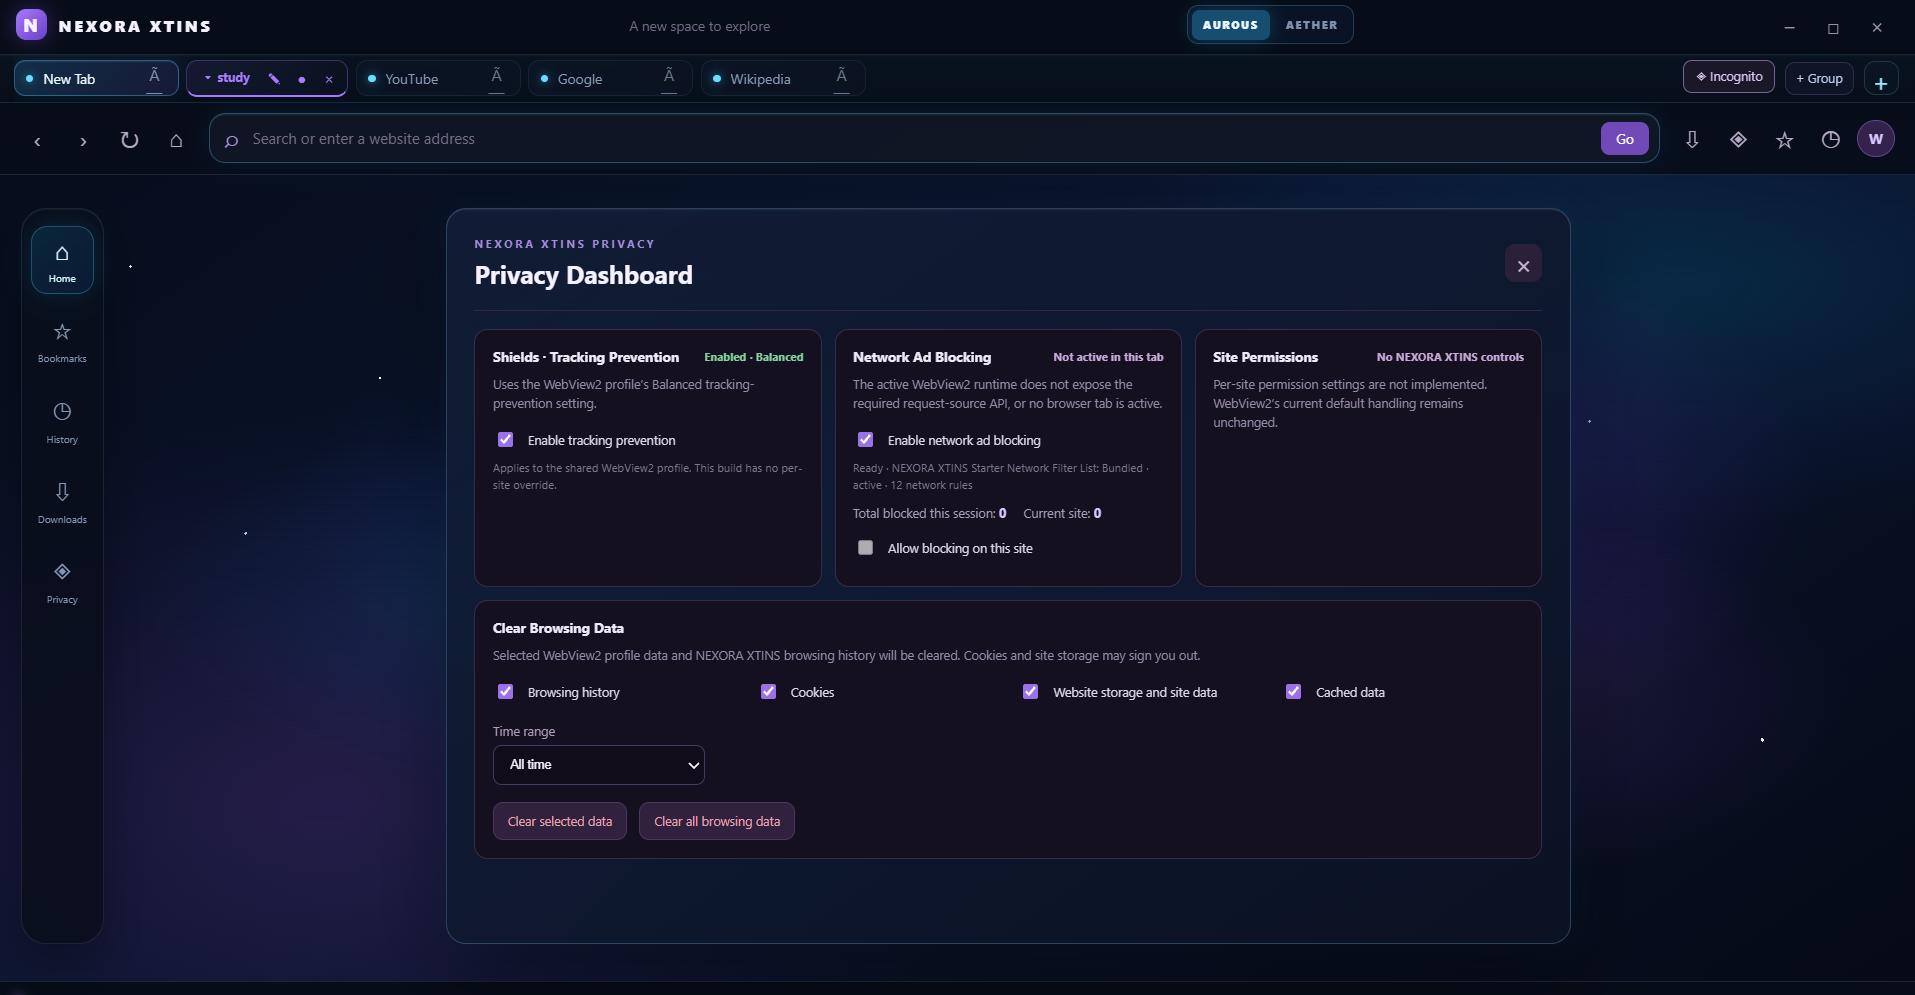 N NEXORA XTINS
A new space to explore
AUROUS AETHER
New Tab Ã
study
YouTube Ã
Google Ã
Wikipedia Ã
Incognito
+ Group
+
Search or enter a website address
Go
W
Home
Bookmarks
History
Downloads
Privacy
NEXORA XTINS PRIVACY
Privacy Dashboard
Shields · Tracking Prevention Enabled · Balanced
Uses the WebView2 profile's Balanced tracking-
prevention setting.
Enable tracking prevention
Applies to the shared WebView2 profile. This build has no per-
site override.
Network Ad Blocking Not active in this tab
The active WebView2 runtime does not expose the
required request-source API, or no browser tab is active.
Enable network ad blocking
Ready · NEXORA XTINS Starter Network Filter List: Bundled ·
active · 12 network rules
Total blocked this session: 0 Current site: 0
Allow blocking on this site
Site Permissions No NEXORA XTINS controls
Per-site permission settings are not implemented.
WebView2's current default handling remains
unchanged.
Clear Browsing Data
Selected WebView2 profile data and NEXORA XTINS browsing history will be cleared. Cookies and site storage may sign you out.
Browsing history
Cookies
Website storage and site data
Cached data
Time range
All time
Clear selected data
Clear all browsing data